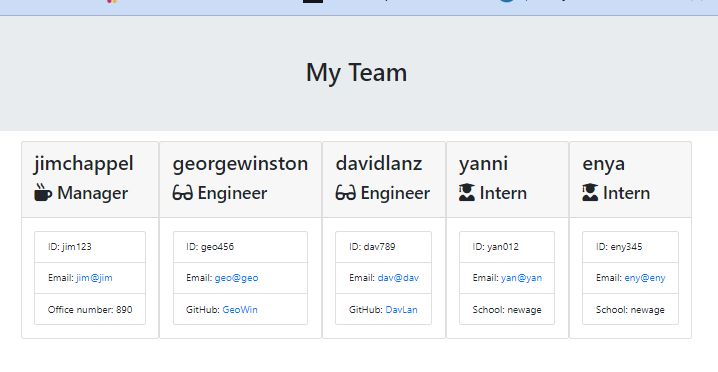 My Team
jimchappel
Manager
ID: jim123
Email: jim@jim
Office number: 890
georgewinston
Engineer
ID: geo456
Email: geo@geo
GitHub: GeoWin
davidlanz
Engineer
ID: dav789
Email: dav@dav
GitHub: DavLan
yanni
Intern
ID: yan012
Email: yan@yan
School: newage
enya
Intern
ID: eny345
Email: eny@eny
School: newage